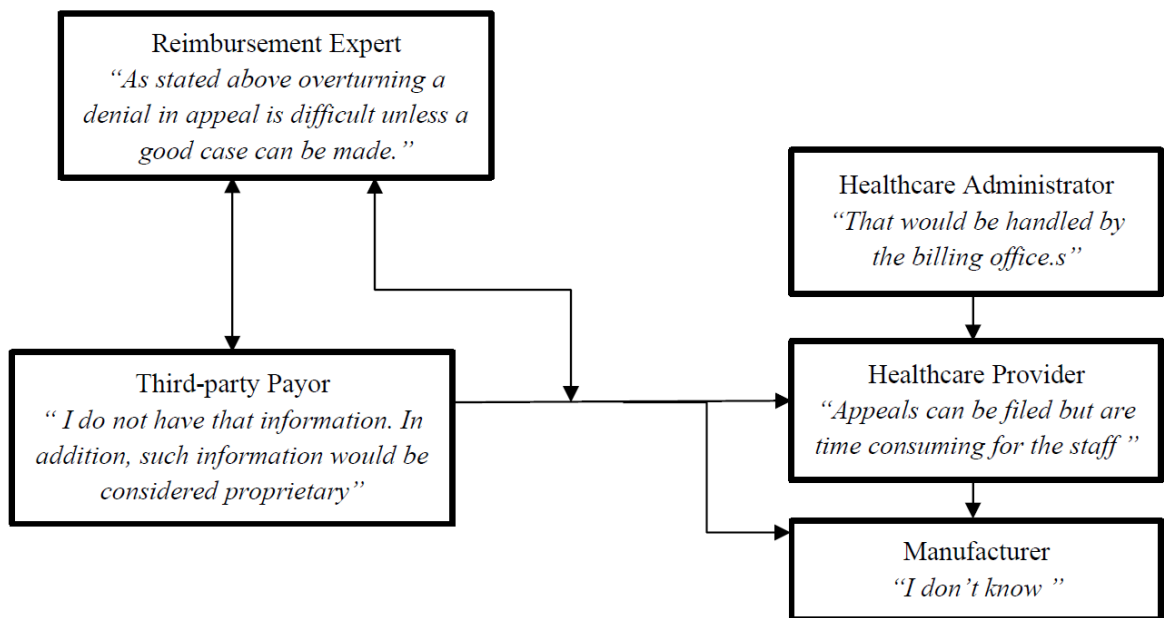 Reimbursement Expert
“As stated above overturning a
denial in appeal is difficult unless a
good case can be made.”
Healthcare Administrator
“That would be handled by
the billing office.s”
Third-party Payor
“ I do not have that information. In
addition, such information would be
considered proprietary”
Healthcare Provider
“Appeals can be filed but are
time consuming for the staff ”
Manufacturer
“I don’t know ”